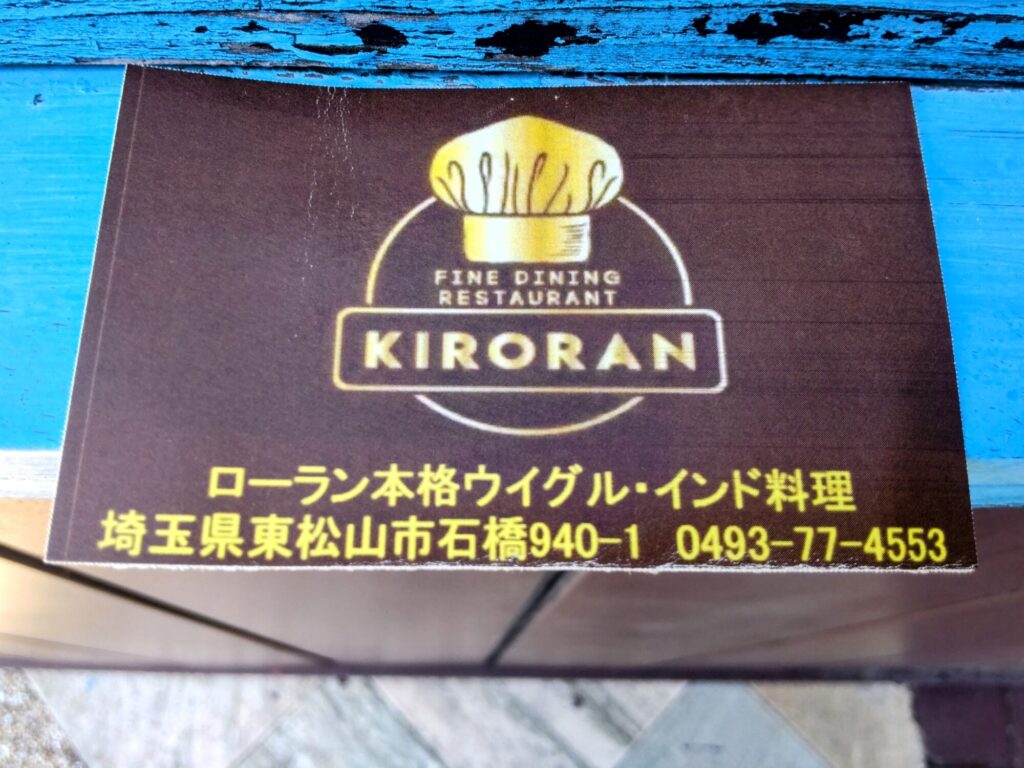 FINE DINING
RESTAURANT
KIRORAN
ローラン本格ウイグル・インド料理
埼玉県東松山市石橋940-1 0493-77-4553